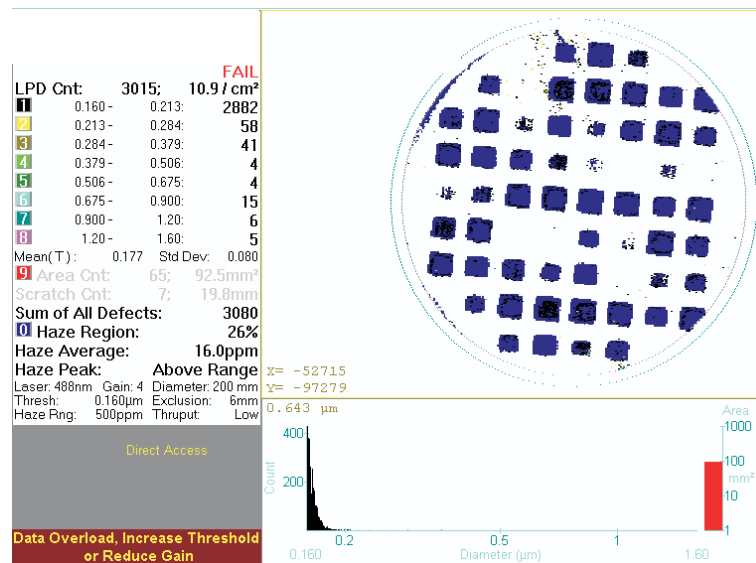 FAIL
LPD Cnt: 3015; 10.9 / cm²
1 0.160 - 0.213: 2882
2 0.213 - 0.284: 58
3 0.284 - 0.379: 41
4 0.379 - 0.506: 4
5 0.506 - 0.675: 4
6 0.675 - 0.900: 15
7 0.900 - 1.20: 6
8 1.20 - 1.60: 5
Mean(T): 0.177 Std Dev: 0.080
9 Area Cnt: 65; 92.5mm²
Scratch Cnt: 7; 19.8mm
Sum of All Defects: 3080
0 Haze Region: 26%
Haze Average: 16.0ppm
Haze Peak: Above Range
Laser: 488nm Gain: 4 Diameter: 200 mm
Thresh: 0.160µm Exclusion: 6mm
Haze Rng: 500ppm Thruput: Low
Direct Access
Data Overload, Increase Threshold
or Reduce Gain
X= -52715
Y= -97279
0.643 µm
Count
400
200
0.2 0.5 1
0.160 Diameter (µm) 1.60
Area
1000
100
mm²
10
1